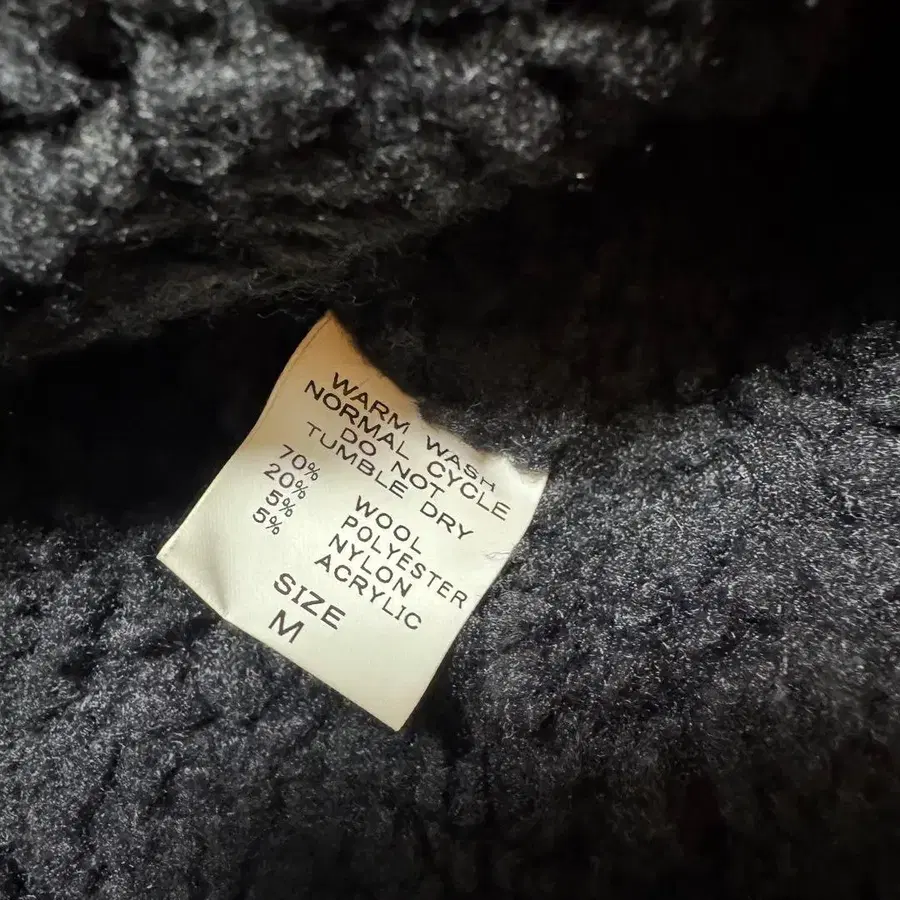 WARM WASH
NORMAL CYCLE
DO NOT
TUMBLE DRY
70% WOOL
20% POLYESTER
5% NYLON
5% ACRYLIC
SIZE
M